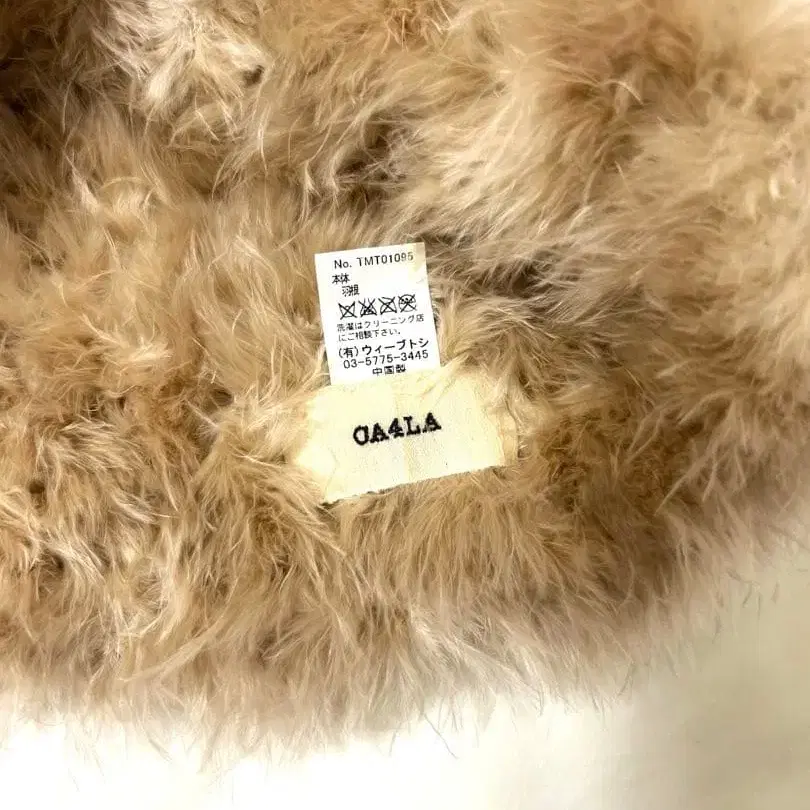 No. TMT01095
本体
羽根
洗濯はクリーニング店
にご相談下さい。
(有)ウィーブトシ
03-5775-3445
中国製
CA4LA